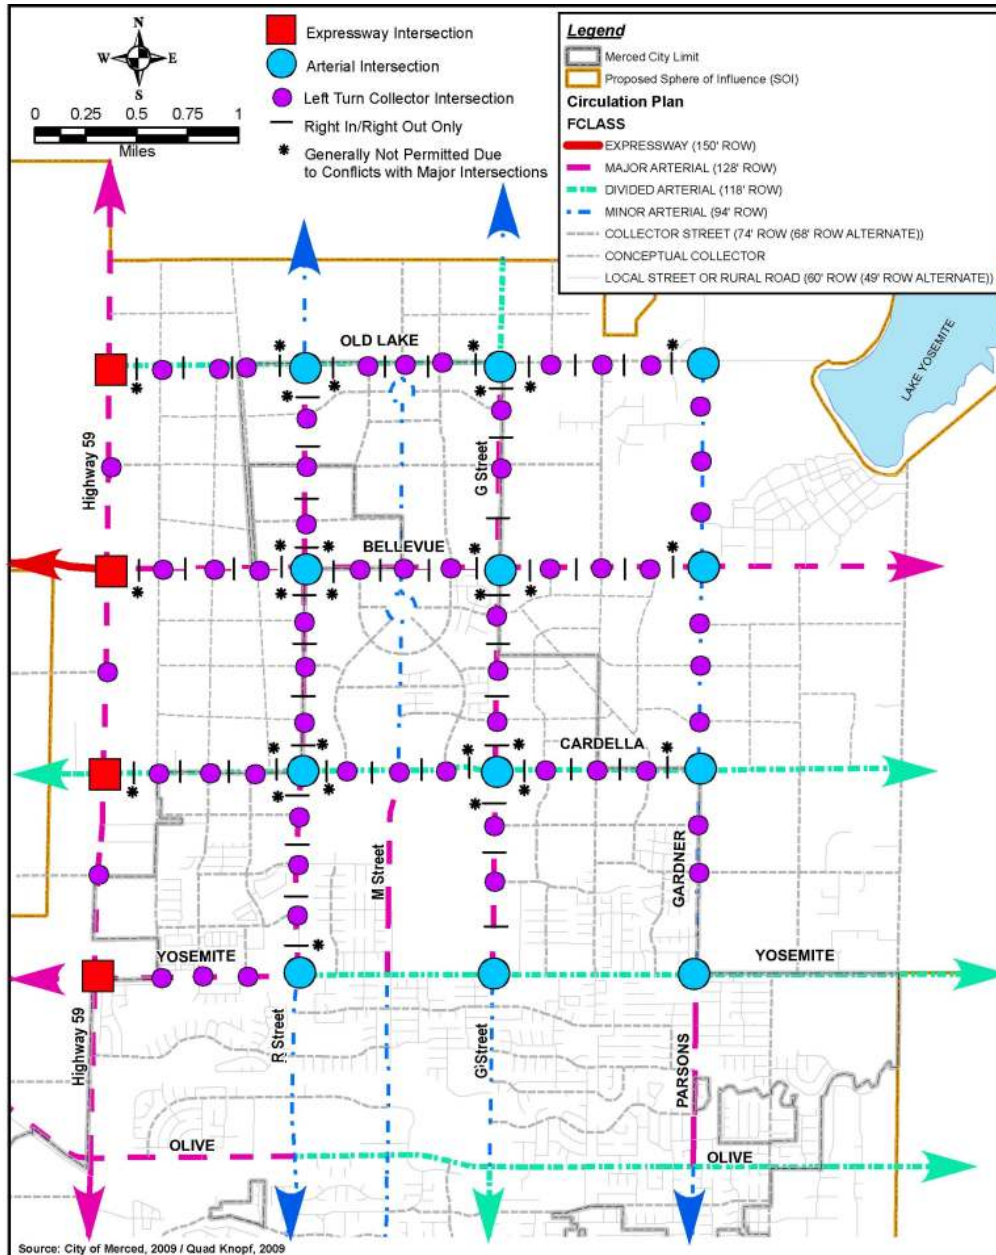 N
W E
S
0 0.25 0.5 0.75 1
Miles
Expressway Intersection
Arterial Intersection
Left Turn Collector Intersection
Right In/Right Out Only
* Generally Not Permitted Due
to Conflicts with Major Intersections
Legend
Merced City Limit
Proposed Sphere of Influence (SOI)
Circulation Plan
FCLASS
EXPRESSWAY (150' ROW)
MAJOR ARTERIAL (128' ROW)
DIVIDED ARTERIAL (118' ROW)
MINOR ARTERIAL (94' ROW)
COLLECTOR STREET (74' ROW (68' ROW ALTERNATE))
CONCEPTUAL COLLECTOR
LOCAL STREET OR RURAL ROAD (60' ROW (49' ROW ALTERNATE))
OLD LAKE
LAKE YOSEMITE
Highway 59
G Street
BELLEVUE
CARDELLA
M Street
GARDNER
YOSEMITE
YOSEMITE
Highway 59
R Street
G Street
PARSONS
OLIVE
OLIVE
Source: City of Merced, 2009 / Quad Knopf, 2009